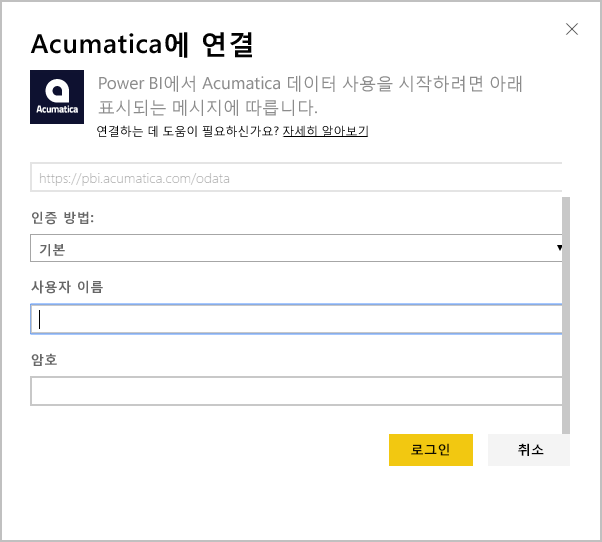 Acumatica에 연결
Acumatica
Power BI에서 Acumatica 데이터 사용을 시작하려면 아래
표시되는 메시지에 따릅니다.
연결하는 데 도움이 필요하신가요? 자세히 알아보기
https://pbi.acumatica.com/odata
인증 방법:
기본
사용자 이름
암호
로그인
취소